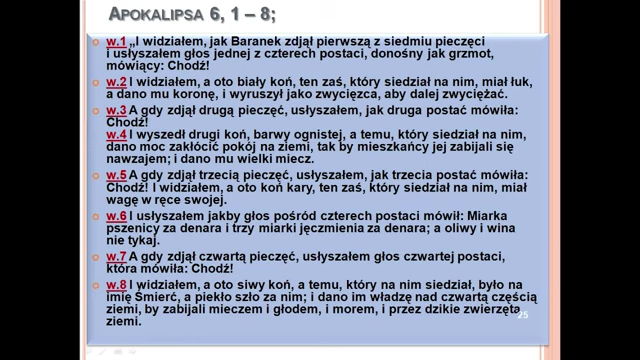 APOKALIPSA 6, 1 – 8;
w.1 „I widziałem, jak Baranek zdjął pierwszą z siedmiu pieczęci
i usłyszałem głos jednej z czterech postaci, donośny jak grzmot,
mówiący: Chodź!
w.2 I widziałem, a oto biały koń, ten zaś, który siedział na nim, miał łuk,
a dano mu koronę, i wyruszył jako zwycięzca, aby dalej zwyciężać.
w.3 A gdy zdjął drugą pieczęć, usłyszałem, jak druga postać mówiła:
Chodź!
w.4 I wyszedł drugi koń, barwy ognistej, a temu, który siedział na nim,
dano moc zakłócić pokój na ziemi, tak by mieszkańcy jej zabijali się
nawzajem; i dano mu wielki miecz.
w.5 A gdy zdjął trzecią pieczęć, usłyszałem, jak trzecia postać mówiła:
Chodź! I widziałem, a oto koń kary, ten zaś, który siedział na nim, miał
wagę w ręce swojej.
w.6 I usłyszałem jakby głos pośród czterech postaci mówił: Miarka
pszenicy za denara i trzy miarki jęczmienia za denara; a oliwy i wina
nie tykaj.
w.7 A gdy zdjął czwartą pieczęć, usłyszałem głos czwartej postaci,
która mówiła: Chodź!
w.8 I widziałem, a oto siwy koń, a temu, który na nim siedział, było na
imię Śmierć, a piekło szło za nim; i dano im władzę nad czwartą częścią
ziemi, by zabijali mieczem i głodem, i morem, i przez dzikie zwierzęta
ziemi.
25